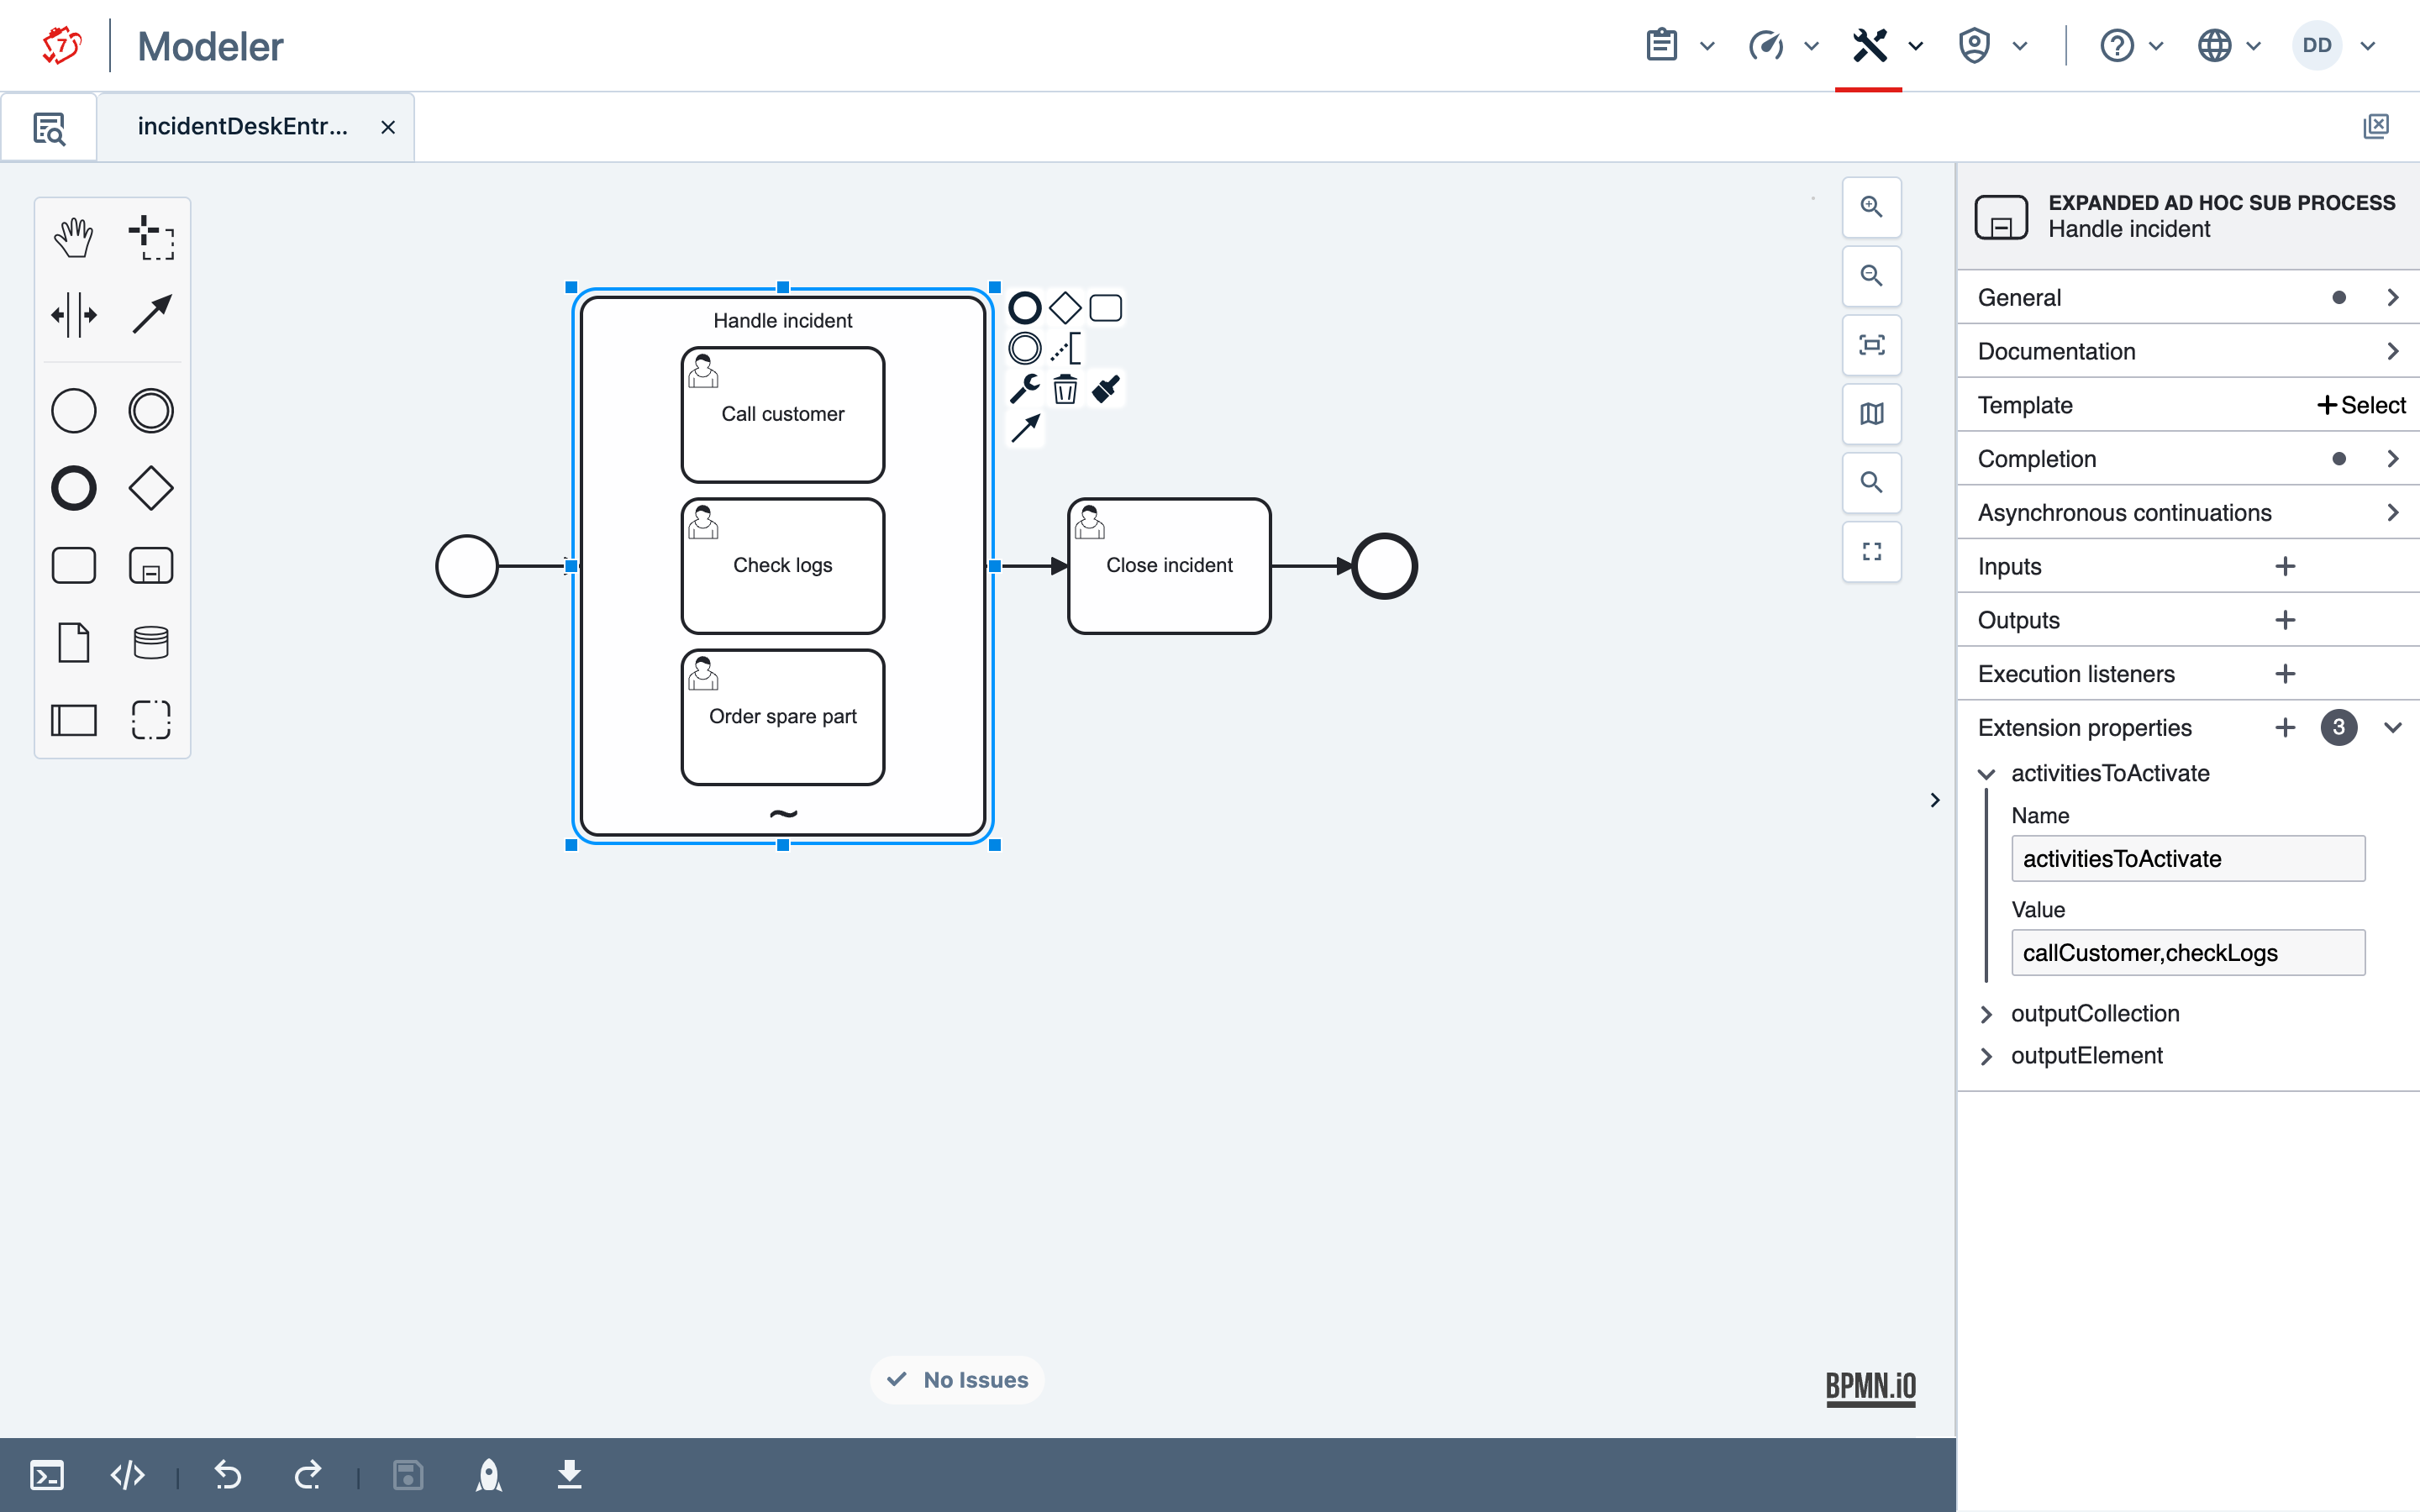 7
Modeler
DD
incidentDeskEntr...
Handle incident
Call customer
Check logs
Order spare part
Close incident
EXPANDED AD HOC SUB PROCESS
Handle incident
General
Documentation
Template
Select
Completion
Asynchronous continuations
Inputs
Outputs
Execution listeners
Extension properties
3
activitiesToActivate
Name
activitiesToActivate
Value
callCustomer,checkLogs
outputCollection
outputElement
No Issues
BPMN.iO